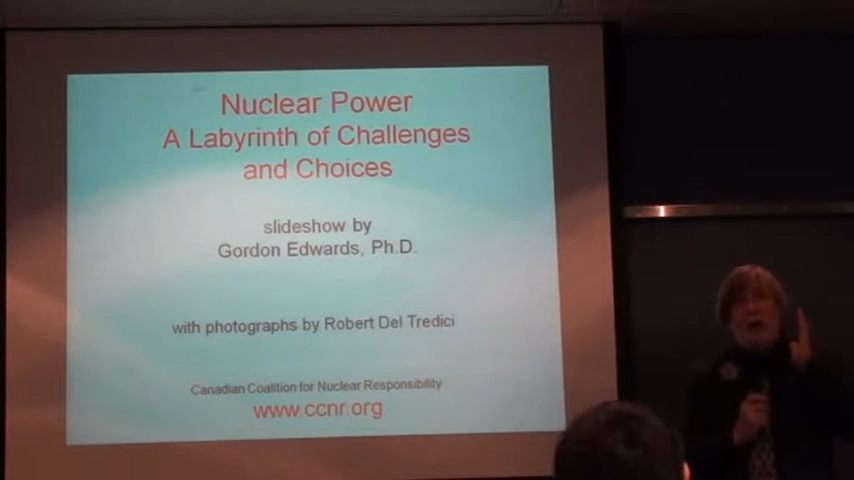 Nuclear Power
A Labyrinth of Challenges
and Choices
slideshow by
Gordon Edwards, Ph.D.
with photographs by Robert Del Tredici
Canadian Coalition for Nuclear Responsibility
www.ccnr.org